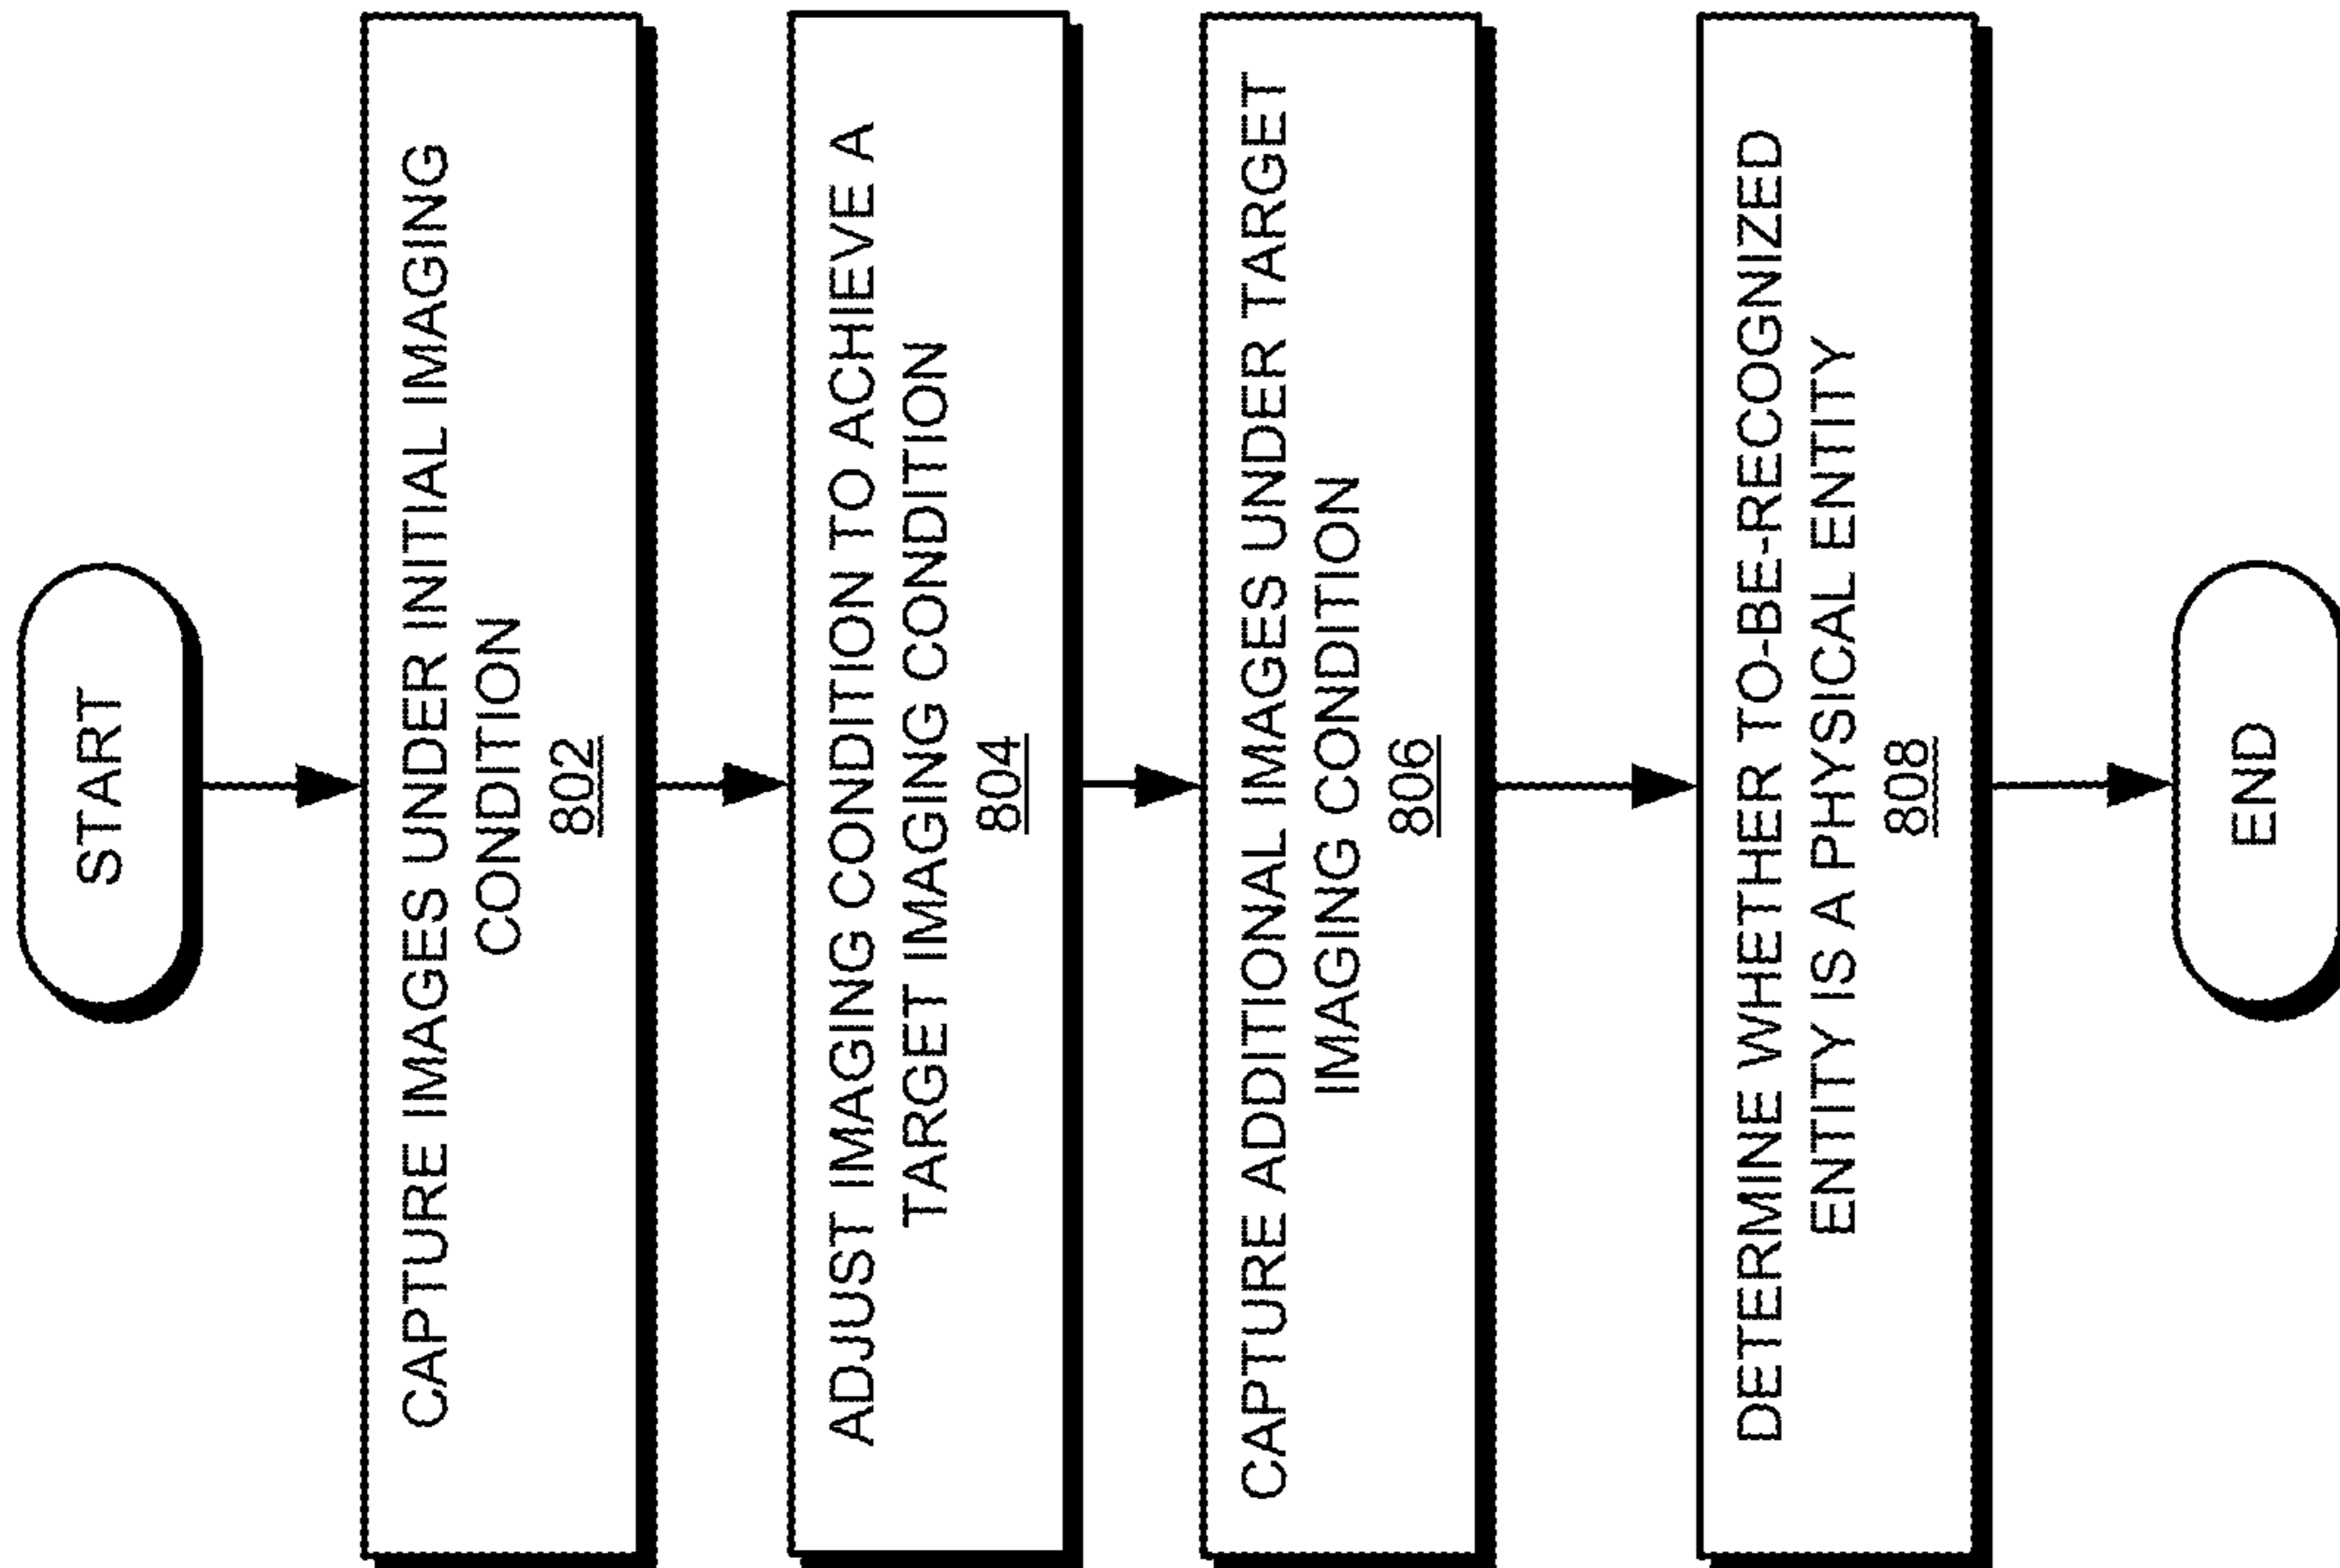 START
CAPTURE IMAGES UNDER INITIAL IMAGING
CONDITION
802
ADJUST IMAGING CONDITION TO ACHIEVE A
TARGET IMAGING CONDITION
804
CAPTURE ADDITIONAL IMAGES UNDER TARGET
IMAGING CONDITION
806
DETERMINE WHETHER TO-BE-RECOGNIZED
ENTITY IS A PHYSICAL ENTITY
808
END